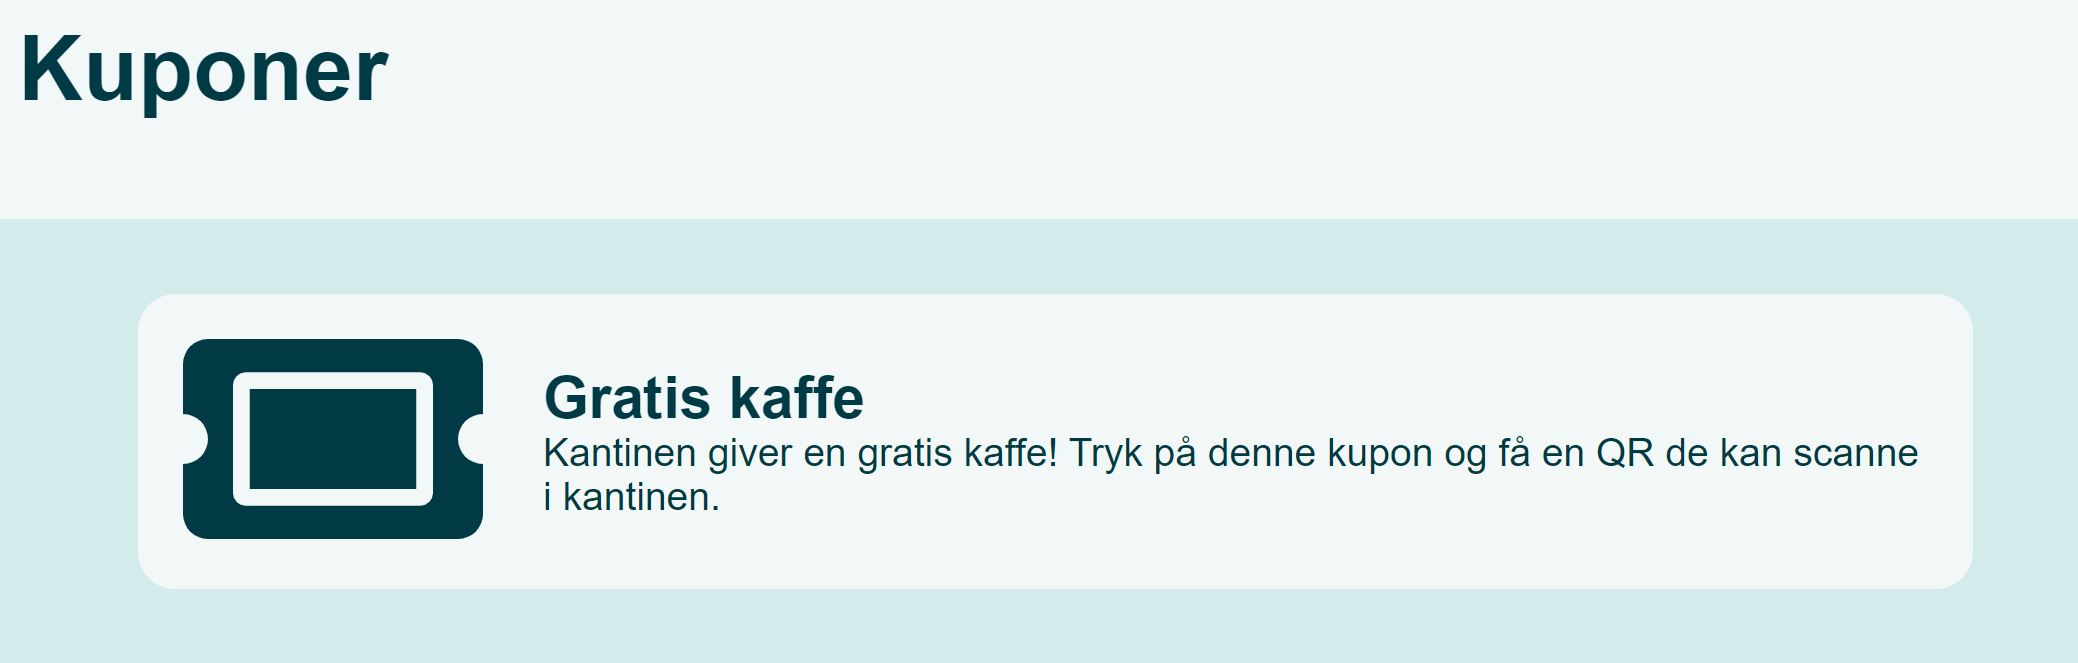 Kuponer
Gratis kaffe
Kantinen giver en gratis kaffe! Tryk på denne kupon og få en QR de kan scanne
i kantinen.